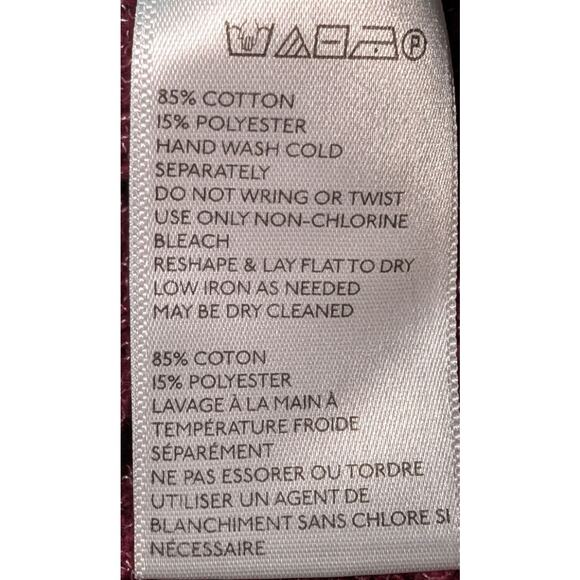 P
85% COTTON
15% POLYESTER
HAND WASH COLD
SEPARATELY
DO NOT WRING OR TWIST
USE ONLY NON-CHLORINE
BLEACH
RESHAPE & LAY FLAT TO DRY
LOW IRON AS NEEDED
MAY BE DRY CLEANED
85% COTON
15% POLYESTER
LAVAGE À LA MAIN À
TEMPÉRATURE FROIDE
SÉPARÉMENT
NE PAS ESSORER OU TORDRE
UTILISER UN AGENT DE
BLANCHIMENT SANS CHLORE SI
NÉCESSAIRE